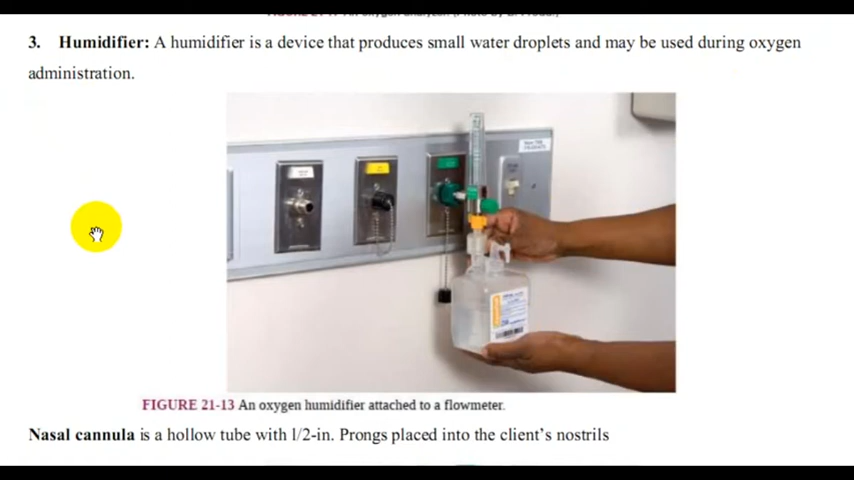 3. Humidifier: A humidifier is a device that produces small water droplets and may be used during oxygen
administration.
FIGURE 21-13 An oxygen humidifier attached to a flowmeter.
Nasal cannula is a hollow tube with l/2-in. Prongs placed into the client's nostrils